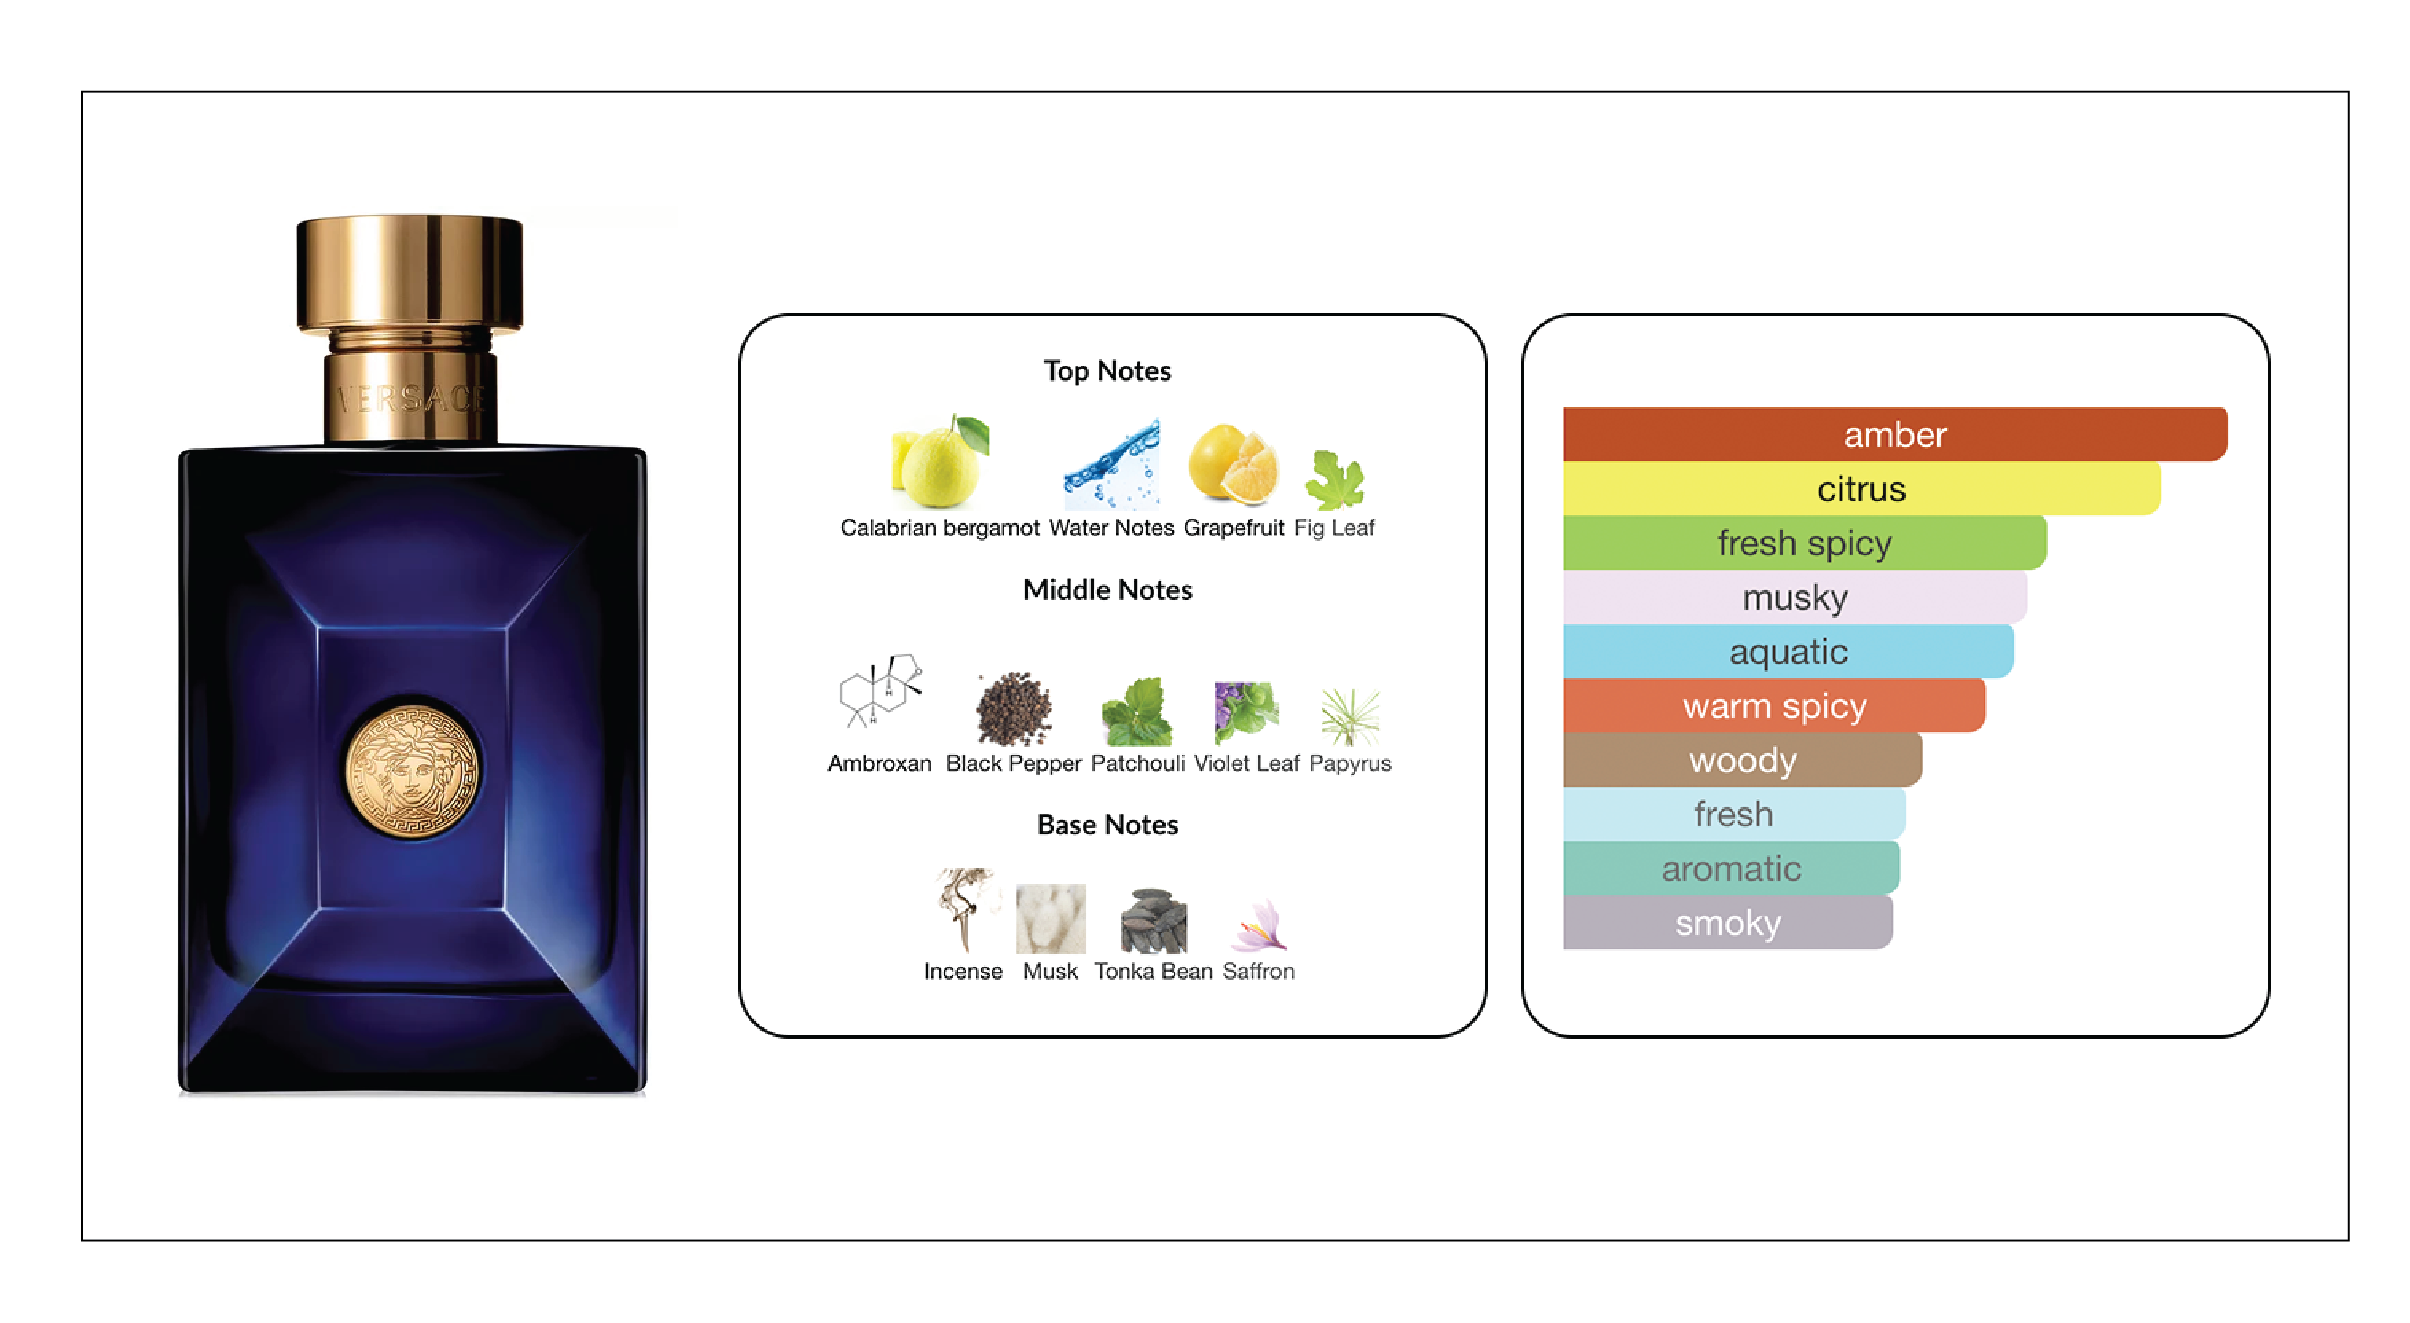 VERSACE
Top Notes
Calabrian bergamot Water Notes Grapefruit Fig Leaf
Middle Notes
O
H
H
Ambroxan Black Pepper Patchouli Violet Leaf Papyrus
Base Notes
Incense Musk Tonka Bean Saffron
amber
citrus
fresh spicy
musky
aquatic
warm spicy
woody
fresh
aromatic
smoky